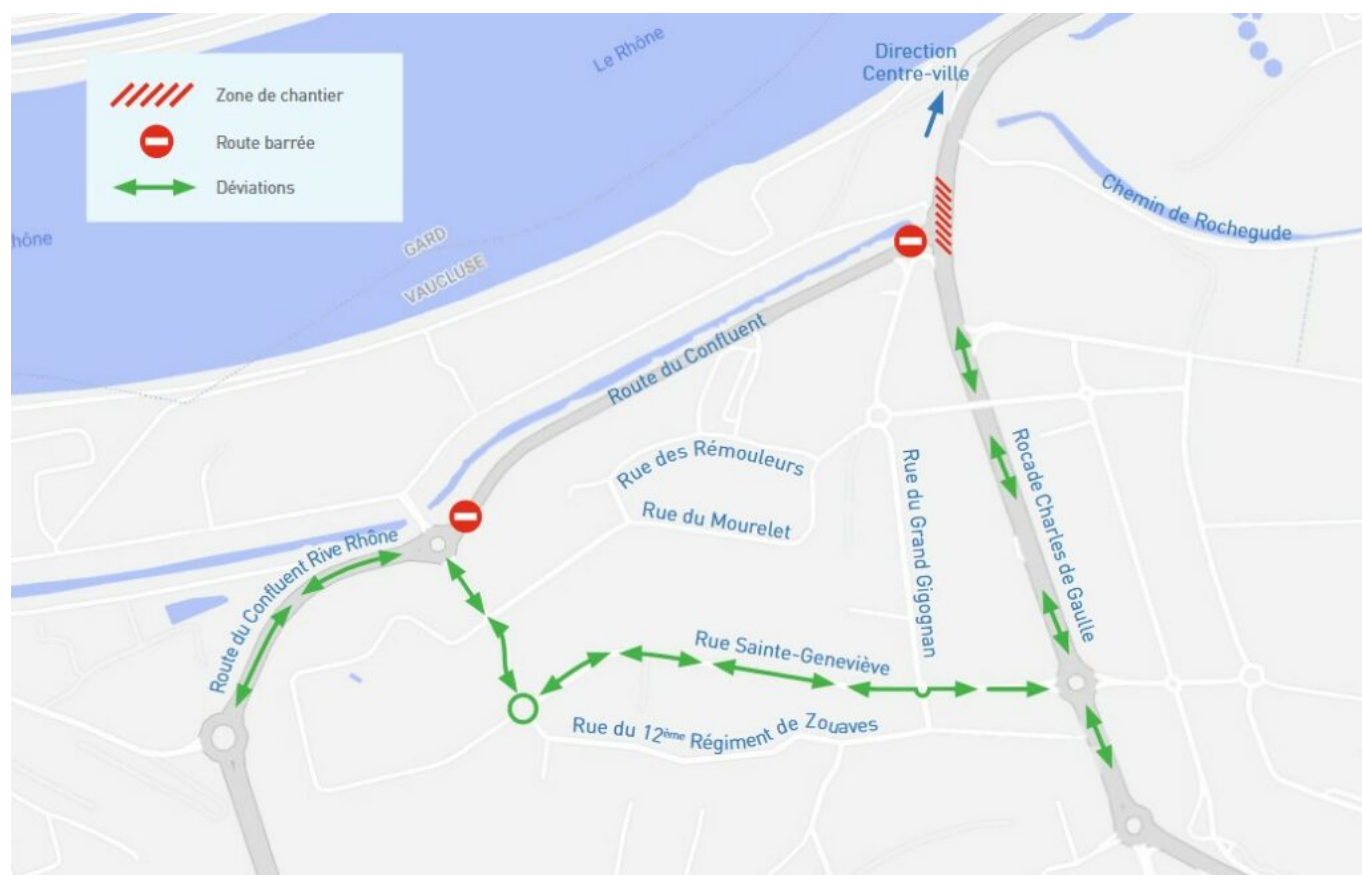 Le Rhône
Direction
Centre-ville
Zone de chantier
Route barrée
Déviations
Chemin de Rochegude
hône
GARD
VAUCLUSE
Route du Confluent
Rue des Rémouleurs
Rue du Mourelet
Rue du Grand Gigognan
Rocade Charles de Gaulle
Route du Confluent Rive Rhône
Rue Sainte-Geneviève
Rue du 12ème Régiment de Zouaves